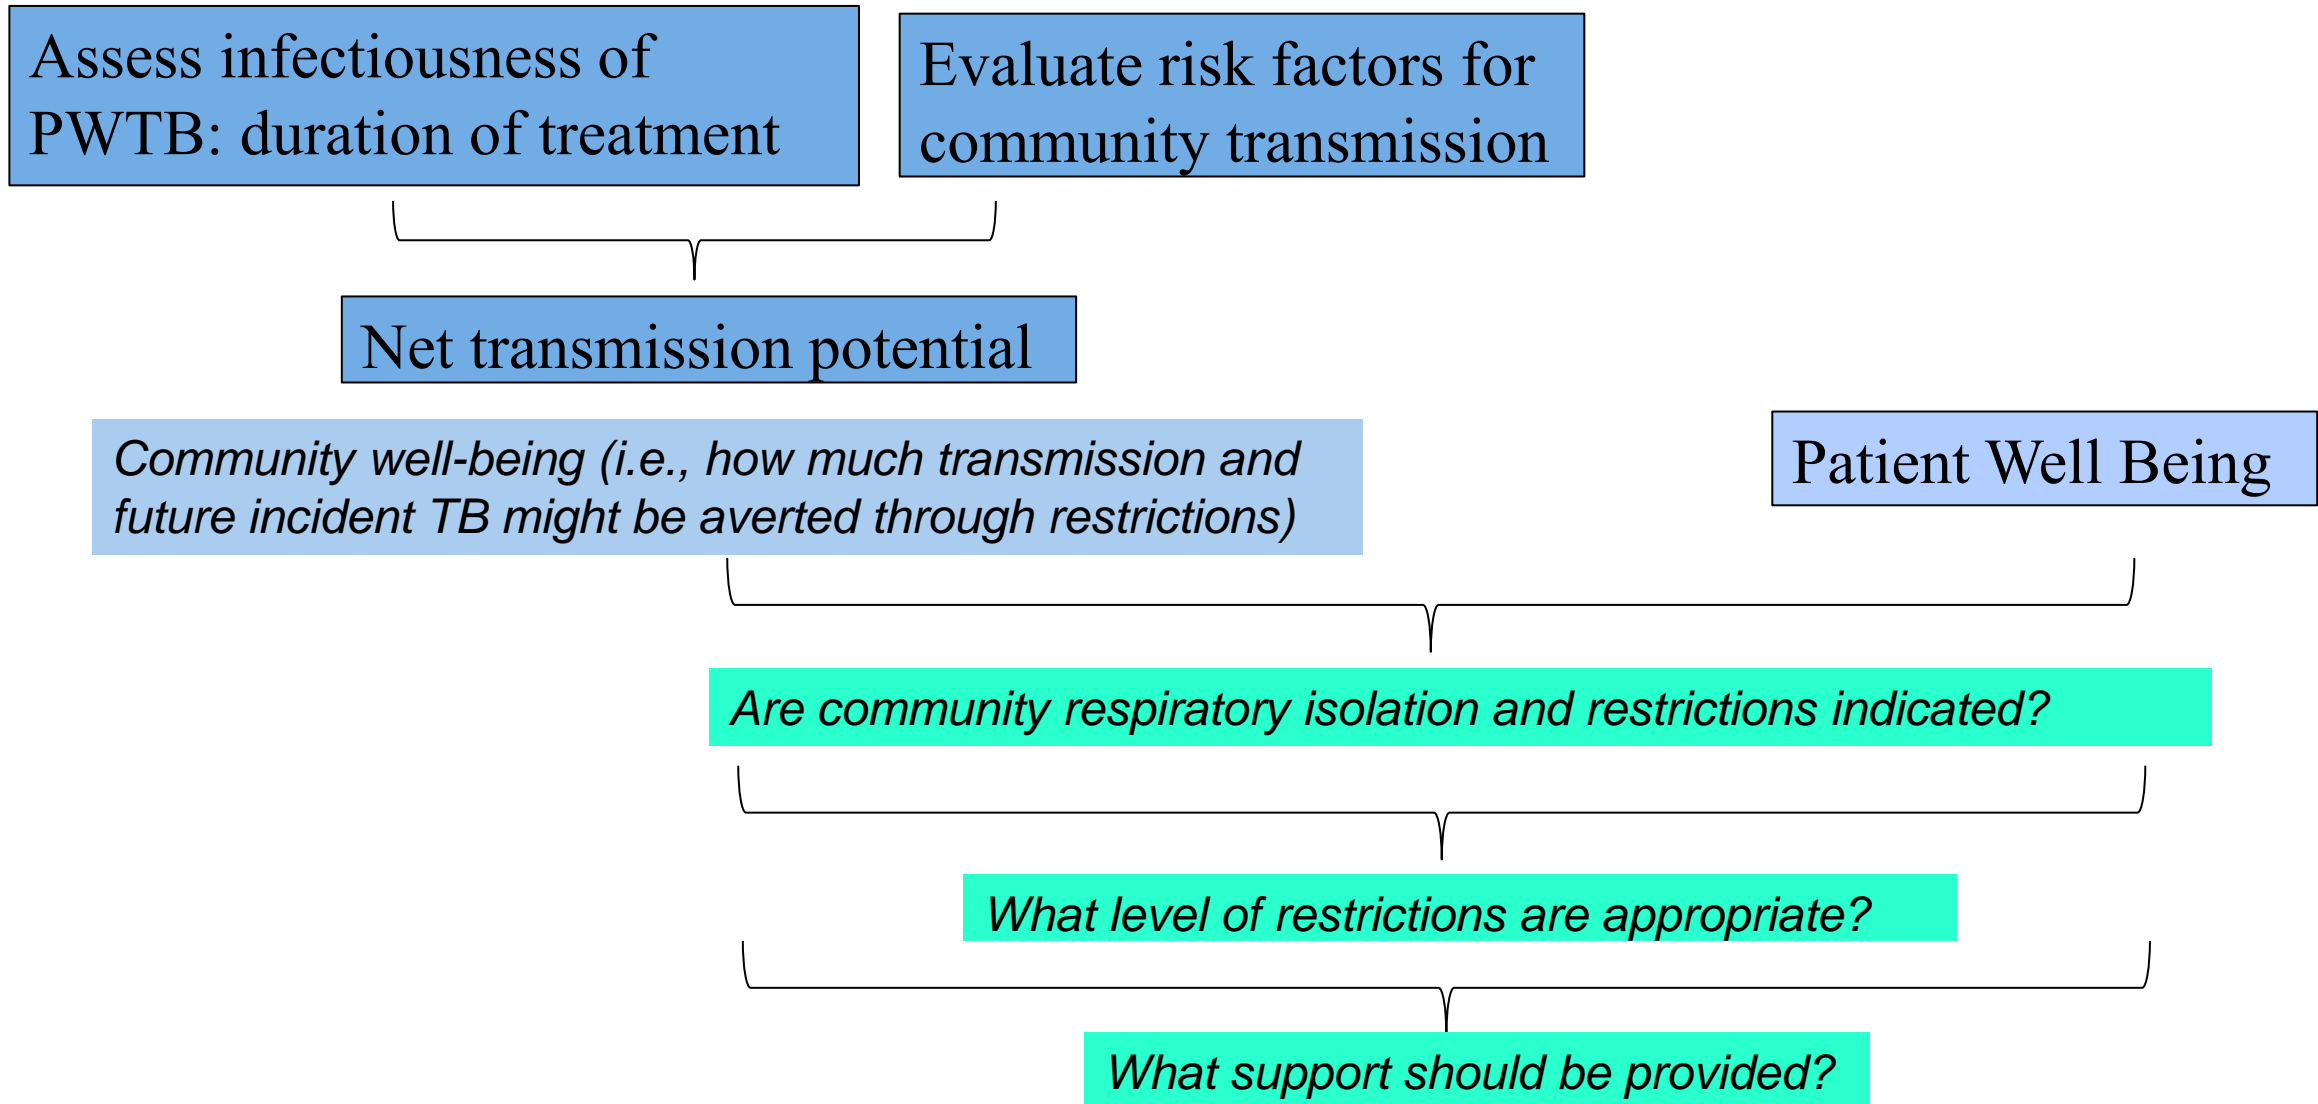 Assess infectiousness of
PWTB: duration of treatment
Evaluate risk factors for
community transmission
Net transmission potential
Community well-being (i.e., how much transmission and
future incident TB might be averted through restrictions)
Patient Well Being
Are community respiratory isolation and restrictions indicated?
What level of restrictions are appropriate?
What support should be provided?